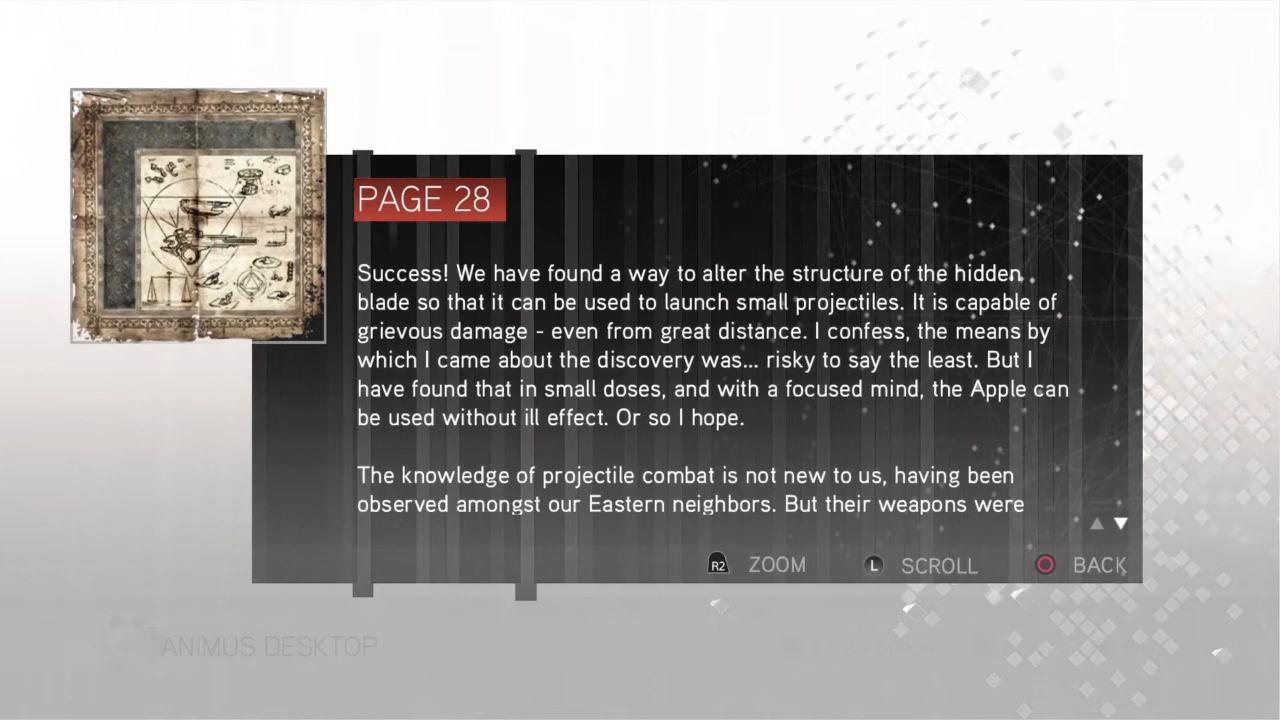 PAGE 28
Success! We have found a way to alter the structure of the hidden
blade so that it can be used to launch small projectiles. It is capable of
grievous damage - even from great distance. I confess, the means by
which I came about the discovery was... risky to say the least. But I
have found that in small doses, and with a focused mind, the Apple can
be used without ill effect. Or so I hope.
The knowledge of projectile combat is not new to us, having been
observed amongst our Eastern neighbors. But their weapons were
R2 ZOOM L SCROLL BACK
ANIMUS DESKTOP